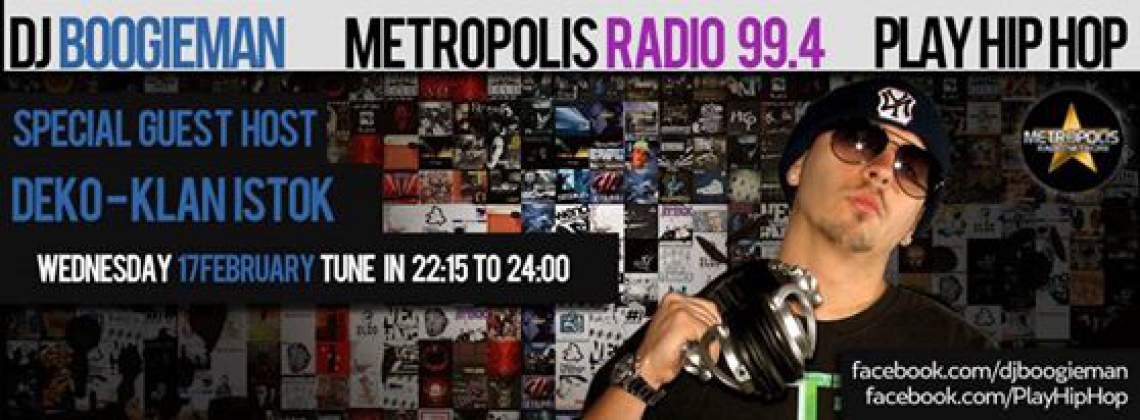 DJ BOOGIEMAN METROPOLIS RADIO 99.4 PLAY HIP HOP
SPECIAL GUEST HOST
DEKO-KLAN ISTOK
WEDNESDAY 17FEBRUARY TUNE IN 22:15 TO 24:00
METROPOLIS
facebook.com/djboogieman
facebook.com/PlayHipHop